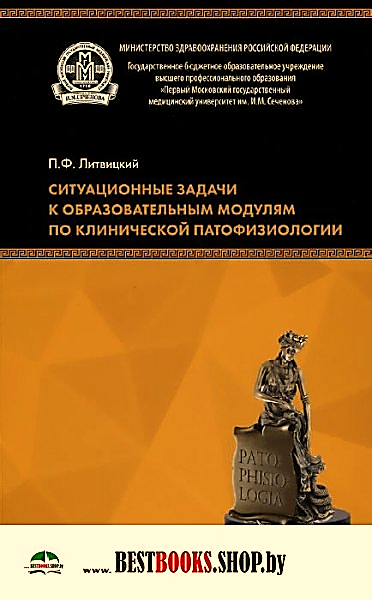 МИНИСТЕРСТВО ЗДРАВООХРАНЕНИЯ РОССИЙСКОЙ ФЕДЕРАЦИИ
Государственное бюджетное образовательное учреждение
высшего профессионального образования
«Первый Московский государственный
медицинский университет им. И.М. Сеченова»
И.М.СЕЧЕНОВА
П.Ф. Литвицкий
СИТУАЦИОННЫЕ ЗАДАЧИ
К ОБРАЗОВАТЕЛЬНЫМ МОДУЛЯМ
ПО КЛИНИЧЕСКОЙ ПАТОФИЗИОЛОГИИ
PATO
PHISIO
LOGIA
www. BESTBOOKS.SHOP.by